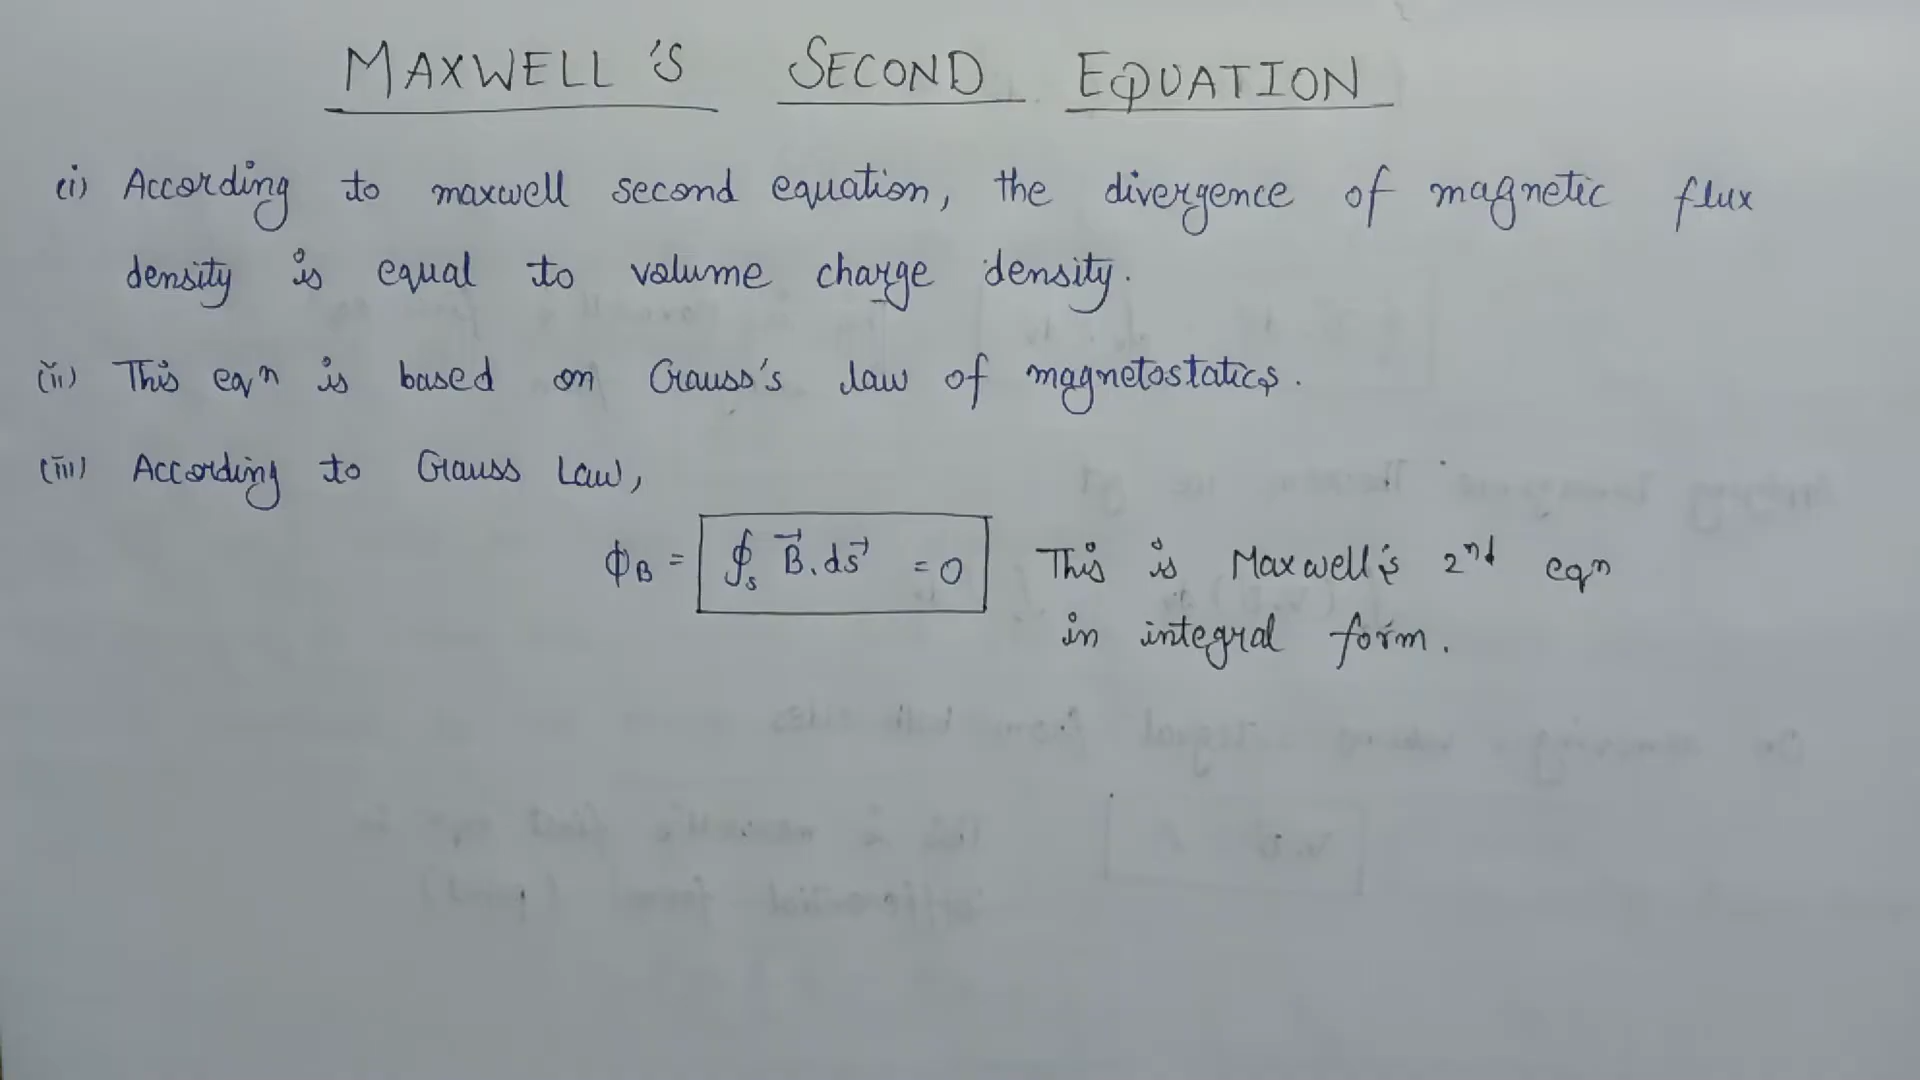 MAXWELL'S SECOND EQUATION
(i) According to maxwell second equation, the divergence of magnetic flux
density is equal to volume charge density.
(ii) This eqn is based on Gauss's law of magnetostatics.
(iii) According to Gauss Law,
ϕB = ∮s B⃗.ds⃗ = 0 This is Maxwell's 2nd eqn
in integral form.